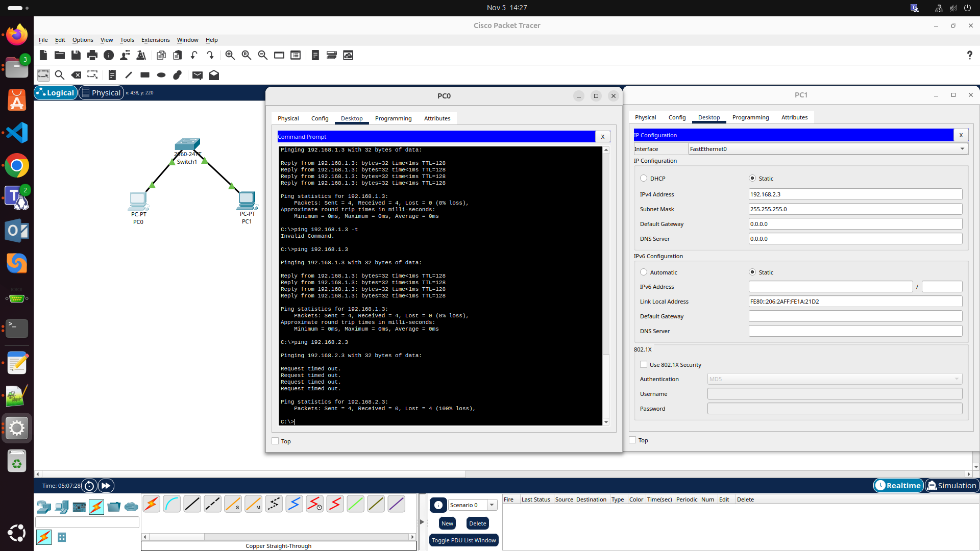 Nov 5 14:27
Cisco Packet Tracer
File Edit Options View Tools Extensions Window Help
Logical Physical x: 458, y: 220
2960-24TT
Switch1
PC-PT
PC0
PC-PT
PC1
PC0
Physical Config Desktop Programming Attributes
Command Prompt X
Pinging 192.168.1.3 with 32 bytes of data:
Reply from 192.168.1.3: bytes=32 time<1ms TTL=128
Reply from 192.168.1.3: bytes=32 time<1ms TTL=128
Reply from 192.168.1.3: bytes=32 time<1ms TTL=128
Reply from 192.168.1.3: bytes=32 time<1ms TTL=128
Ping statistics for 192.168.1.3:
Packets: Sent = 4, Received = 4, Lost = 0 (0% loss),
Approximate round trip times in milli-seconds:
Minimum = 0ms, Maximum = 0ms, Average = 0ms
C:\>ping 192.168.1.3 -t
Invalid Command.
C:\>ping 192.168.1.3
Pinging 192.168.1.3 with 32 bytes of data:
Reply from 192.168.1.3: bytes=32 time<1ms TTL=128
Reply from 192.168.1.3: bytes=32 time<1ms TTL=128
Reply from 192.168.1.3: bytes=32 time<1ms TTL=128
Reply from 192.168.1.3: bytes=32 time<1ms TTL=128
Ping statistics for 192.168.1.3:
Packets: Sent = 4, Received = 4, Lost = 0 (0% loss),
Approximate round trip times in milli-seconds:
Minimum = 0ms, Maximum = 0ms, Average = 0ms
C:\>ping 192.168.2.3
Pinging 192.168.2.3 with 32 bytes of data:
Request timed out.
Request timed out.
Request timed out.
Request timed out.
Ping statistics for 192.168.2.3:
Packets: Sent = 4, Received = 0, Lost = 4 (100% loss),
C:\>
Top
PC1
Physical Config Desktop Programming Attributes
IP Configuration X
Interface FastEthernet0
IP Configuration
DHCP Static
IPv4 Address 192.168.2.3
Subnet Mask 255.255.255.0
Default Gateway 0.0.0.0
DNS Server 0.0.0.0
IPv6 Configuration
Automatic Static
IPv6 Address /
Link Local Address FE80::206:2AFF:FE1A:21D2
Default Gateway
DNS Server
802.1X
Use 802.1X Security
Authentication MD5
Username
Password
Top
Time: 05:07:28
Realtime Simulation
Scenario 0
New Delete
Toggle PDU List Window
Fire Last Status Source Destination Type Color Time(sec) Periodic Num Edit Delete
Copper Straight-Through